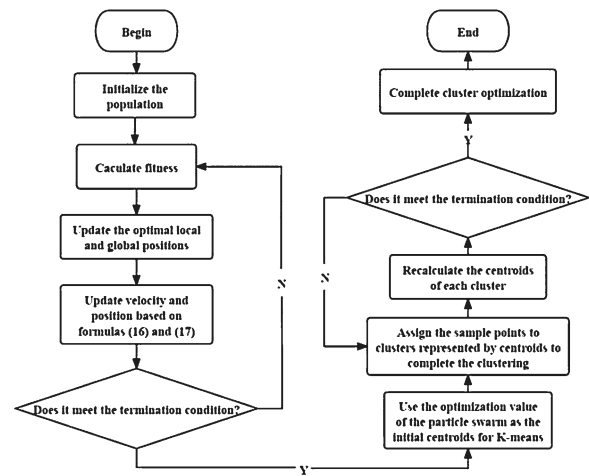 Begin
Initialize the
population
Caculate fitness
Update the optimal local
and global positions
Update velocity and
position based on
formulas (16) and (17)
Does it meet the termination condition?
N
Y
Use the optimization value
of the particle swarm as the
initial centroids for K-means
Assign the sample points to
clusters represented by centroids to
complete the clustering
Recalculate the centroids
of each cluster
Does it meet the termination condition?
N
Y
Complete cluster optimization
End